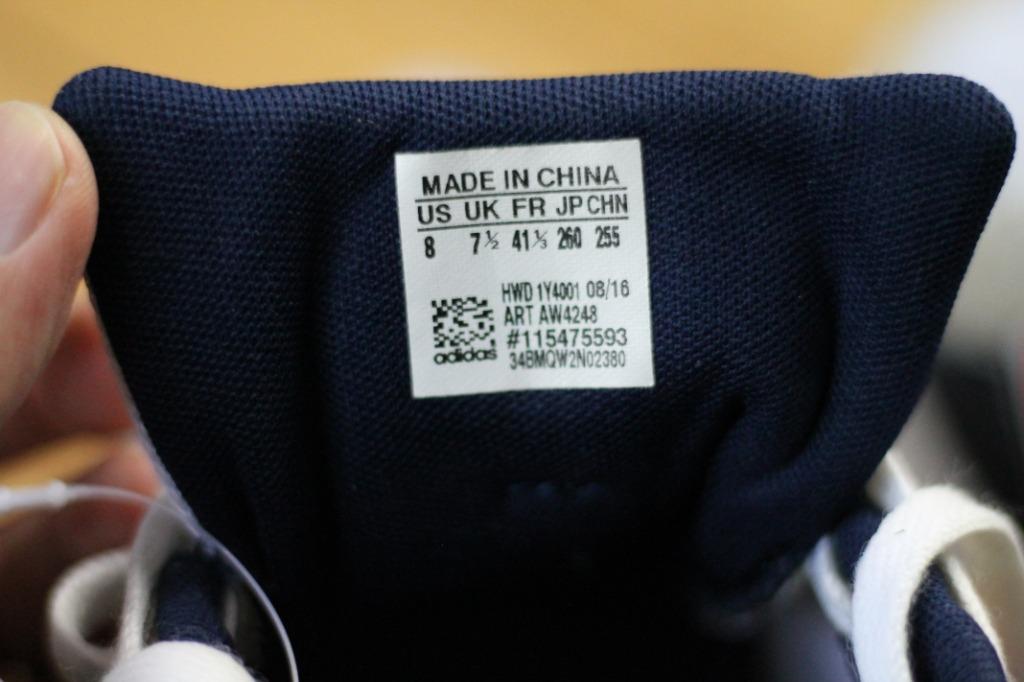 MADE IN CHINA
US UK FR JP CHN
8 7½ 41⅓ 260 255
HWD 1Y4001 08/16
ART AW4248
#115475593
adidas 34BMQW2N02380